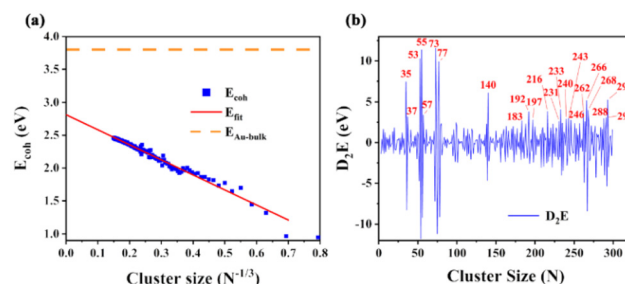 (a)
4.0
3.5
3.0
2.5
2.0
1.5
1.0
E_coh (eV)
E_coh
E_fit
E_Au-bulk
0.0 0.1 0.2 0.3 0.4 0.5 0.6 0.7 0.8
Cluster size (N^-1/3)
(b)
10
5
0
-5
-10
D₂E (eV)
35
37
53
55
57
73
77
140
183
192
197
216
231
233
240
243
246
262
266
268
288
D₂E
0 50 100 150 200 250 300
Cluster Size (N)